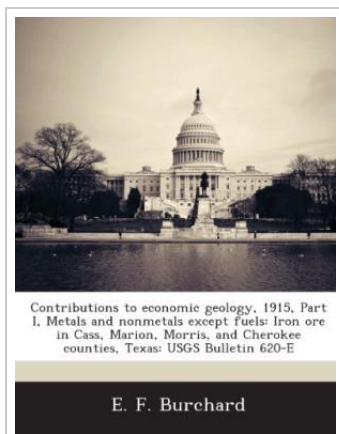 Contributions to economic geology, 1915, Part
I, Metals and nonmetals except fuels: Iron ore
in Cass, Marion, Morris, and Cherokee
counties, Texas: USGS Bulletin 620-E
E. F. Burchard